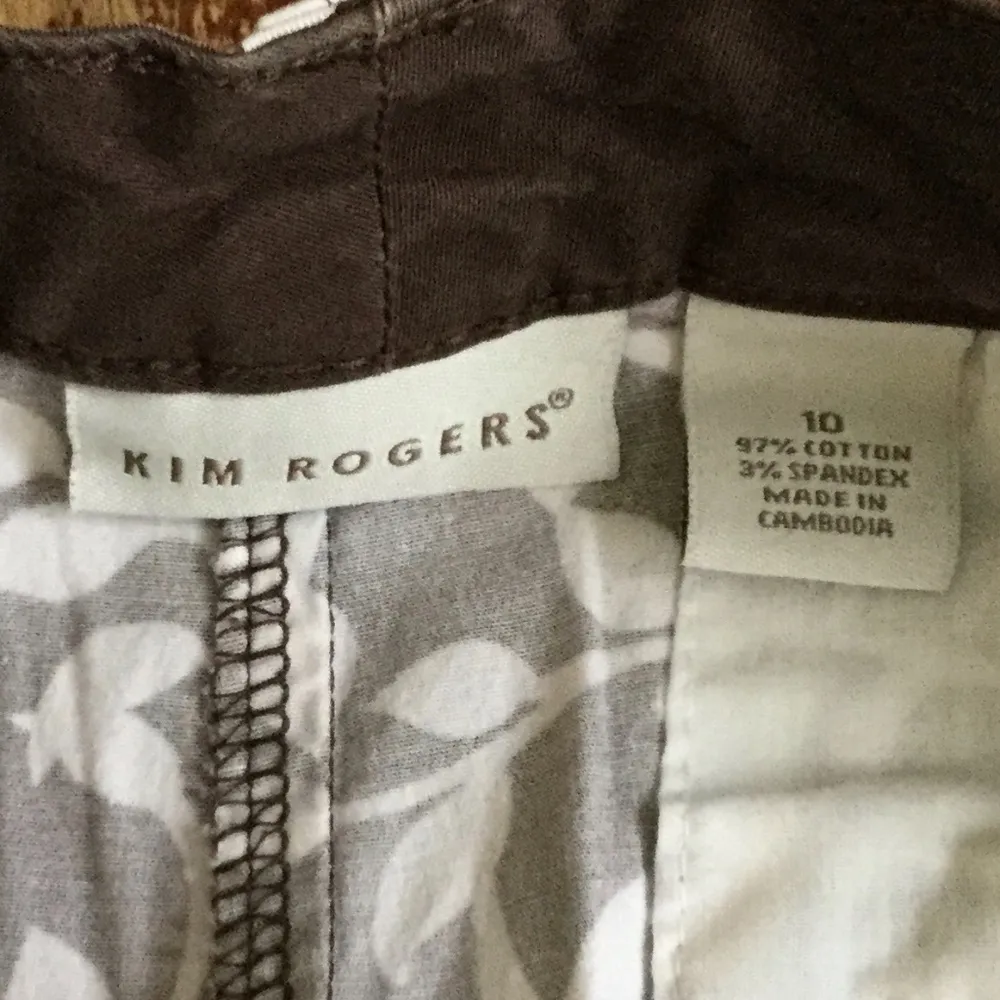 KIM ROGERS®
10
97% COTTON
3% SPANDEX
MADE IN
CAMBODIA